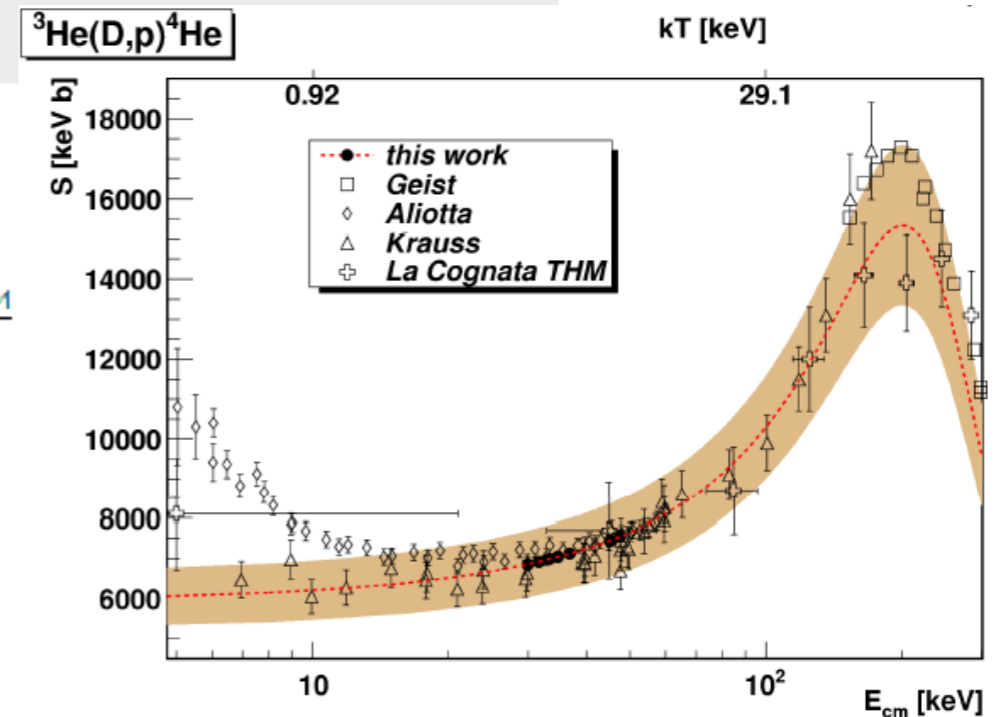 ³He(D,p)⁴He
kT [keV]
0.92
29.1
S [keV b]
18000
16000
14000
12000
10000
8000
6000
this work
Geist
Aliotta
Krauss
La Cognata THM
10
10²
E_cm [keV]